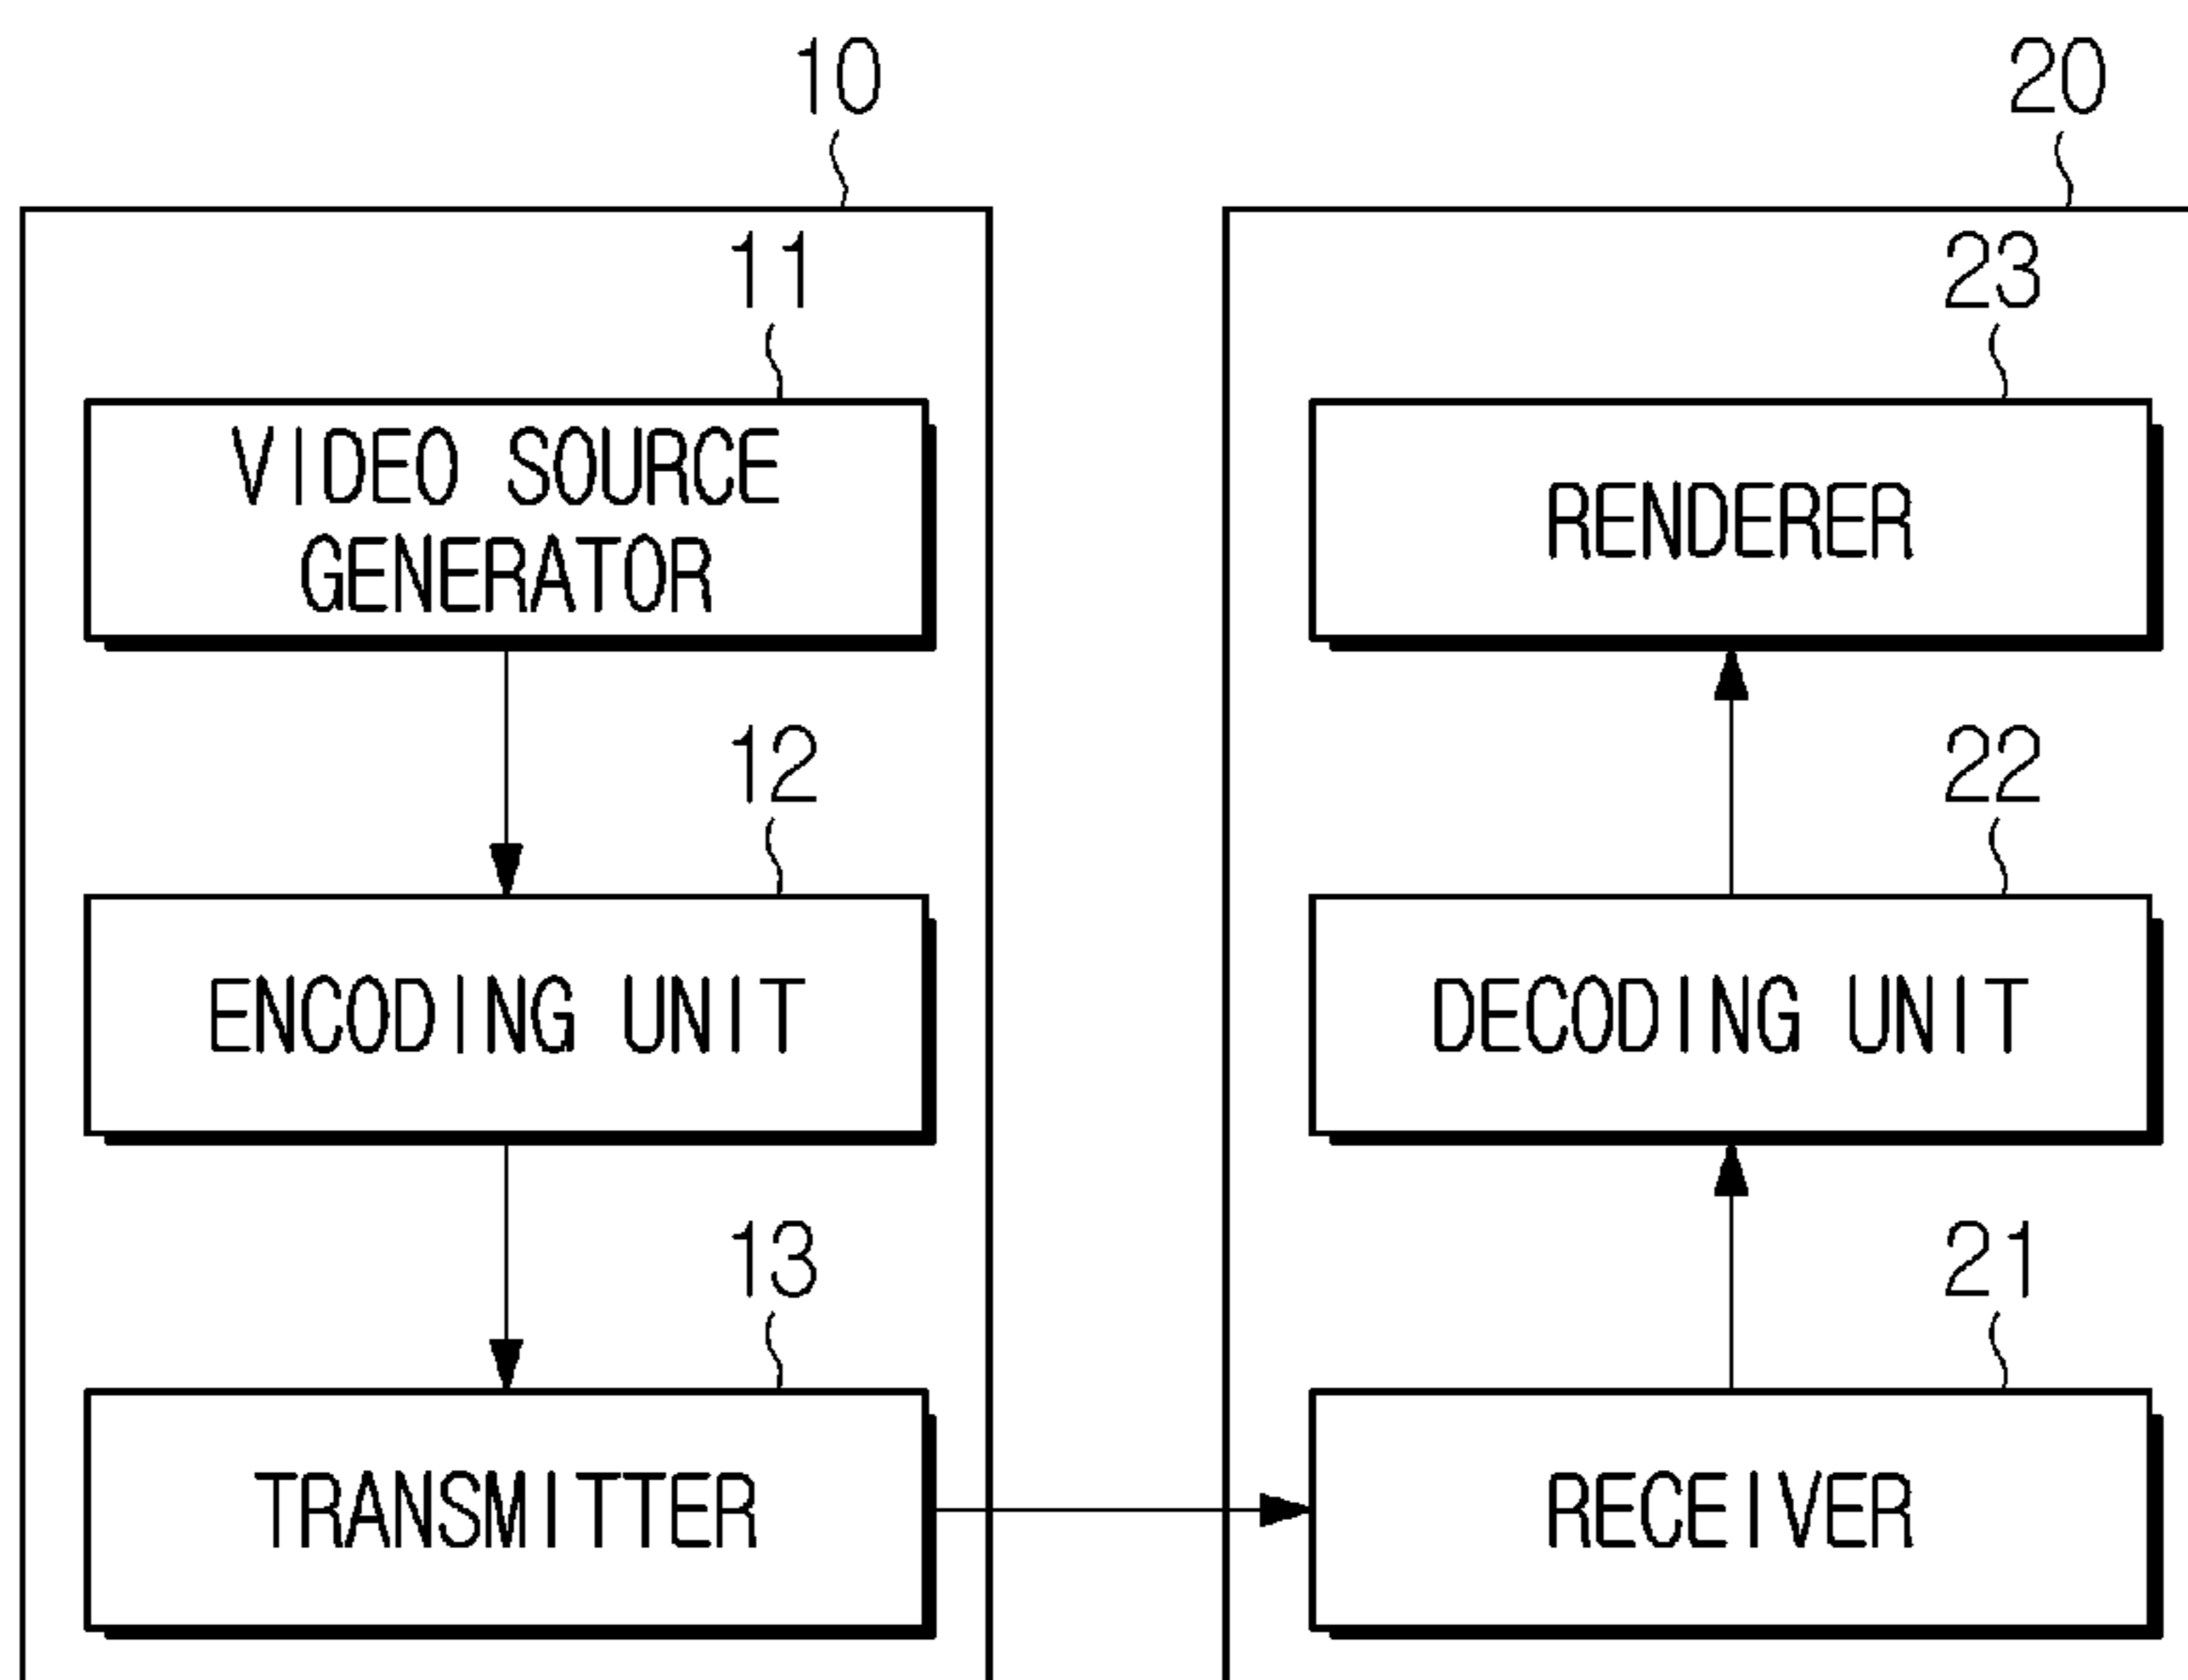 10
11
VIDEO SOURCE
GENERATOR
12
ENCODING UNIT
13
TRANSMITTER
20
23
RENDERER
22
DECODING UNIT
21
RECEIVER